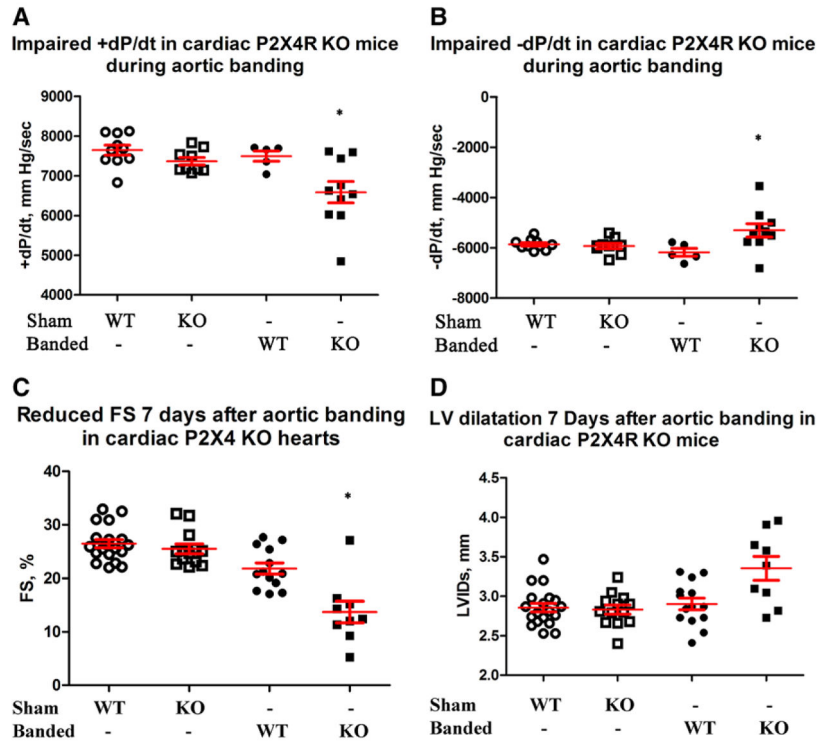 A
Impaired +dP/dt in cardiac P2X4R KO mice
during aortic banding
+dP/dt, mm Hg/sec
9000
8000
7000
6000
5000
4000
*
Sham WT KO - -
Banded - - WT KO
B
Impaired -dP/dt in cardiac P2X4R KO mice
during aortic banding
-dP/dt, mm Hg/sec
0
-2000
-4000
-6000
-8000
*
Sham WT KO - -
Banded - - WT KO
C
Reduced FS 7 days after aortic banding
in cardiac P2X4 KO hearts
FS, %
40
30
20
10
0
*
Sham WT KO - -
Banded - - WT KO
D
LV dilatation 7 Days after aortic banding in
cardiac P2X4R KO mice
LVIDs, mm
4.5
4.0
3.5
3.0
2.5
2.0
Sham WT KO - -
Banded - - WT KO